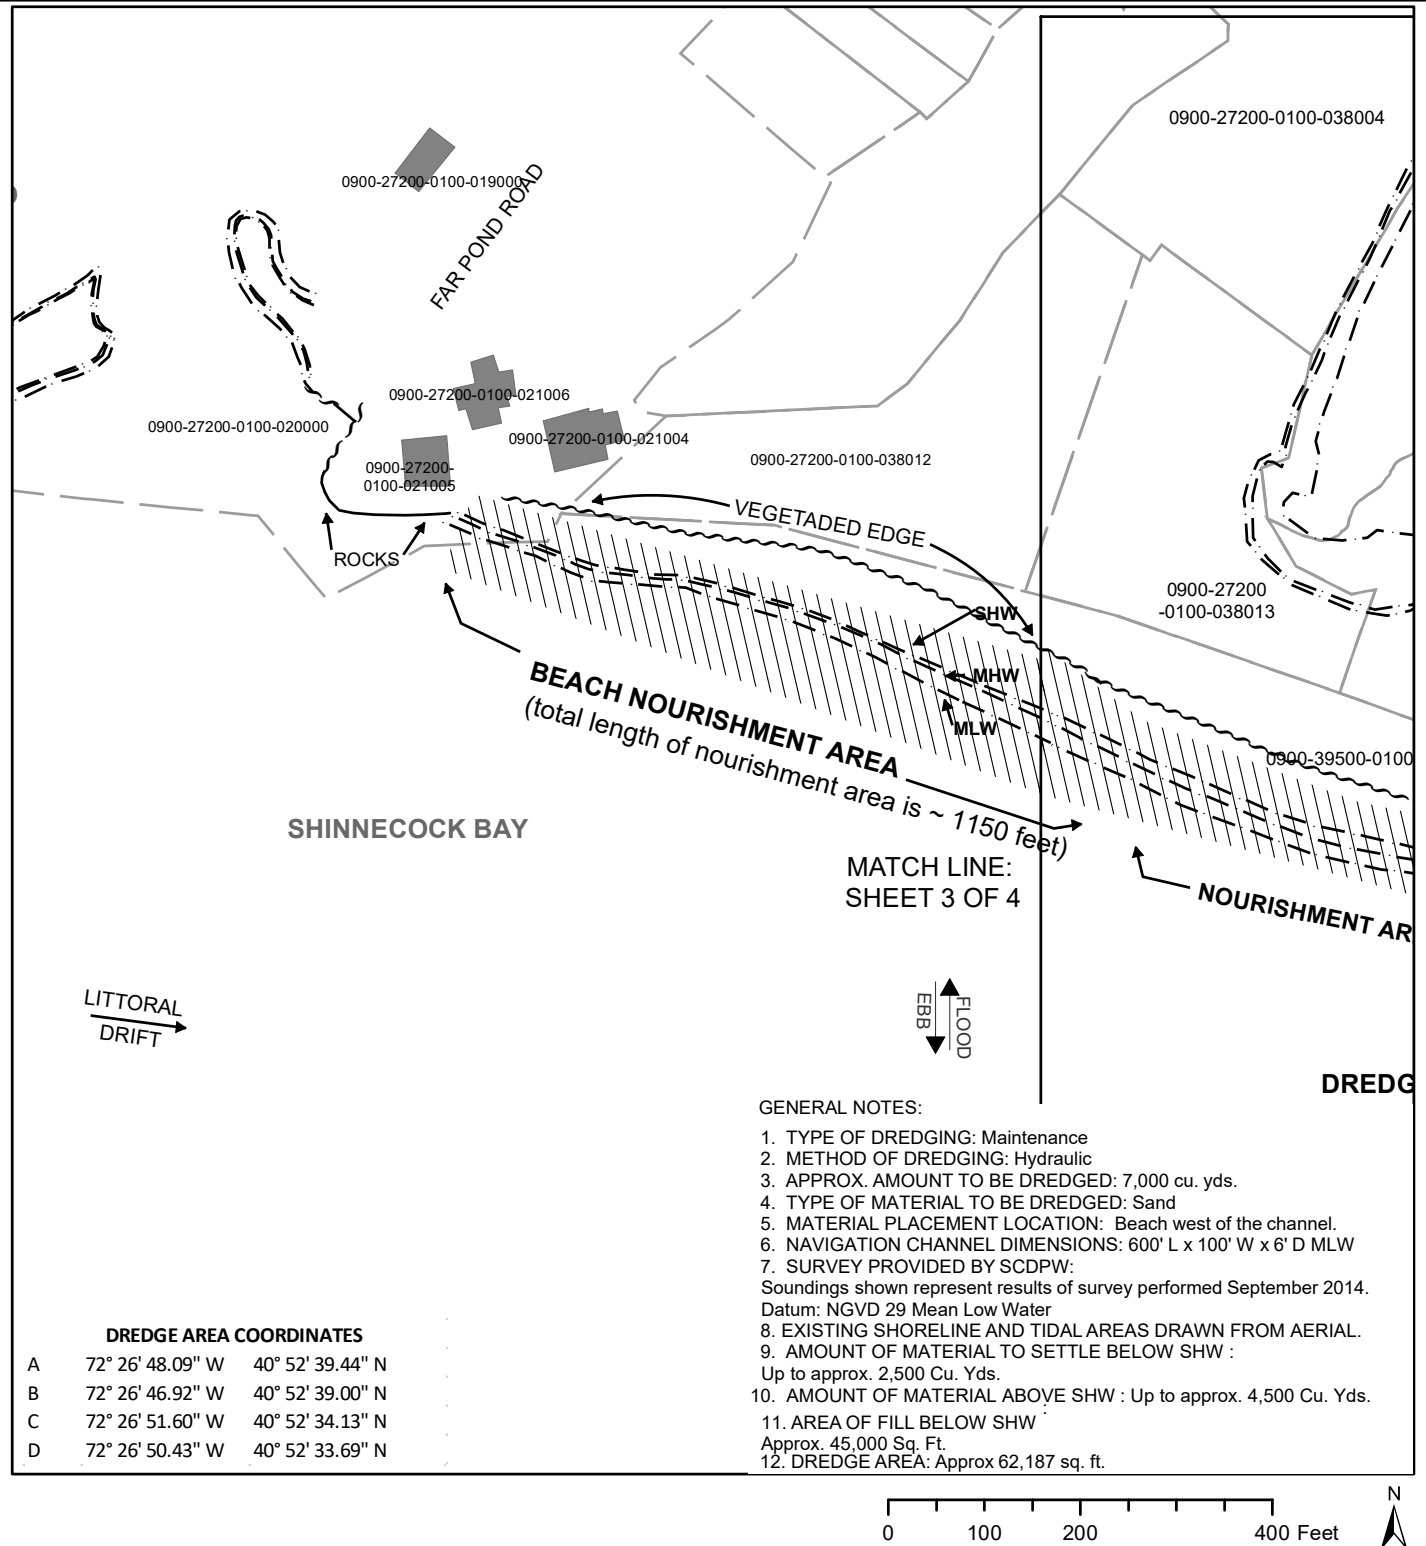 0900-27200-0100-038004
0900-27200-0100-019000
FAR POND ROAD
0900-27200-0100-021006
0900-27200-0100-020000
0900-27200-0100-021004
0900-27200-
0100-021005
0900-27200-0100-038012
VEGETADED EDGE
ROCKS
0900-27200
-0100-038013
SHW
MHW
MLW
BEACH NOURISHMENT AREA
(total length of nourishment area is ~ 1150 feet)
0900-39500-0100
SHINNECOCK BAY
MATCH LINE:
SHEET 3 OF 4
NOURISHMENT AR
LITTORAL
DRIFT
EBB
FLOOD
DREDG
GENERAL NOTES:
1. TYPE OF DREDGING: Maintenance
2. METHOD OF DREDGING: Hydraulic
3. APPROX. AMOUNT TO BE DREDGED: 7,000 cu. yds.
4. TYPE OF MATERIAL TO BE DREDGED: Sand
5. MATERIAL PLACEMENT LOCATION: Beach west of the channel.
6. NAVIGATION CHANNEL DIMENSIONS: 600' L x 100' W x 6' D MLW
7. SURVEY PROVIDED BY SCDPW:
Soundings shown represent results of survey performed September 2014.
Datum: NGVD 29 Mean Low Water
8. EXISTING SHORELINE AND TIDAL AREAS DRAWN FROM AERIAL.
9. AMOUNT OF MATERIAL TO SETTLE BELOW SHW :
Up to approx. 2,500 Cu. Yds.
10. AMOUNT OF MATERIAL ABOVE SHW : Up to approx. 4,500 Cu. Yds.
11. AREA OF FILL BELOW SHW :
Approx. 45,000 Sq. Ft.
12. DREDGE AREA: Approx 62,187 sq. ft.
DREDGE AREA COORDINATES
A 72° 26' 48.09" W 40° 52' 39.44" N
B 72° 26' 46.92" W 40° 52' 39.00" N
C 72° 26' 51.60" W 40° 52' 34.13" N
D 72° 26' 50.43" W 40° 52' 33.69" N
0 100 200 400 Feet
N